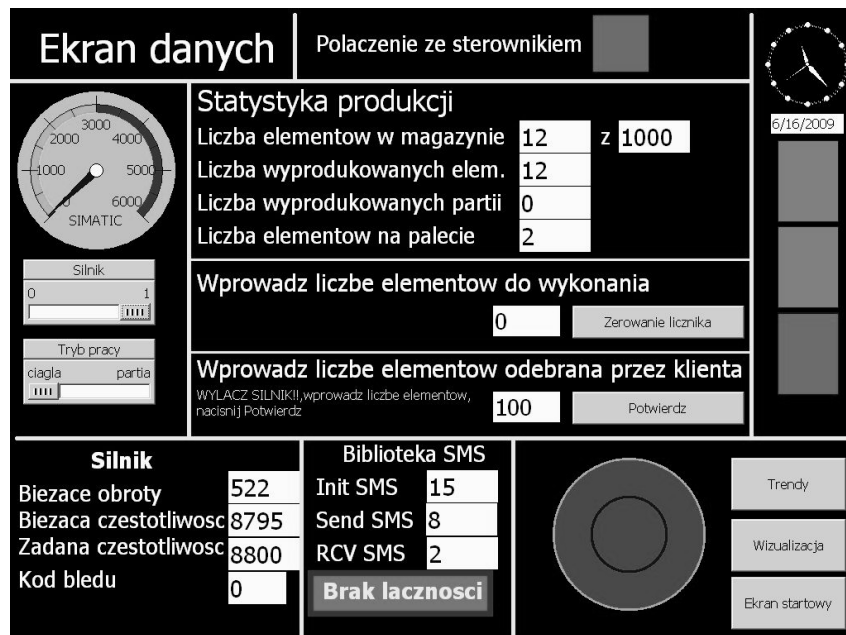 Ekran danych
Polaczenie ze sterownikiem
6/16/2009
0
1000
2000
3000
4000
5000
6000
SIMATIC
Silnik
0 1
Tryb pracy
ciagla partia
Statystyka produkcji
Liczba elementow w magazynie 12 z 1000
Liczba wyprodukowanych elem. 12
Liczba wyprodukowanych partii 0
Liczba elementow na palecie 2
Wprowadz liczbe elementow do wykonania
0 Zerowanie licznika
Wprowadz liczbe elementow odebrana przez klienta
WYLACZ SILNIK!!,wprowadz liczbe elementow,
nacisnij Potwierdz
100 Potwierdz
Silnik
Biezace obroty 522
Biezaca czestotliwosc 8795
Zadana czestotliwosc 8800
Kod bledu 0
Biblioteka SMS
Init SMS 15
Send SMS 8
RCV SMS 2
Brak lacznosci
Trendy
Wizualizacja
Ekran startowy